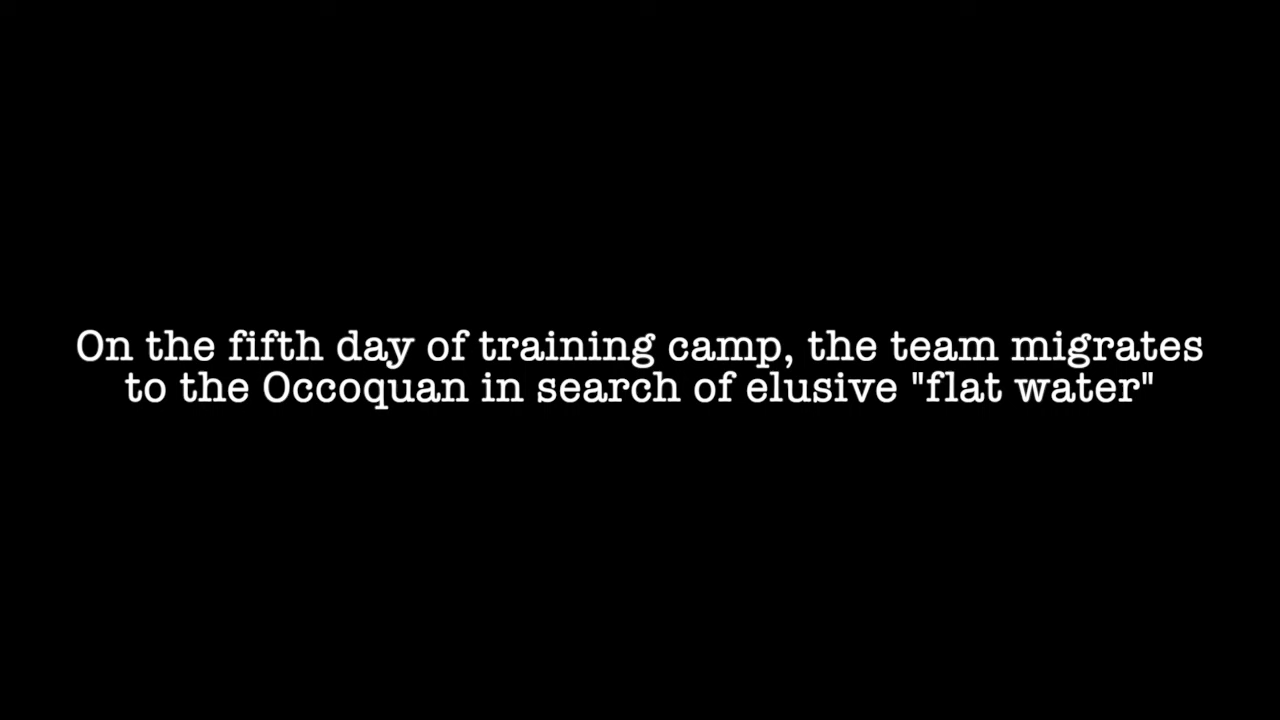 On the fifth day of training camp, the team migrates
to the Occoquan in search of elusive "flat water"